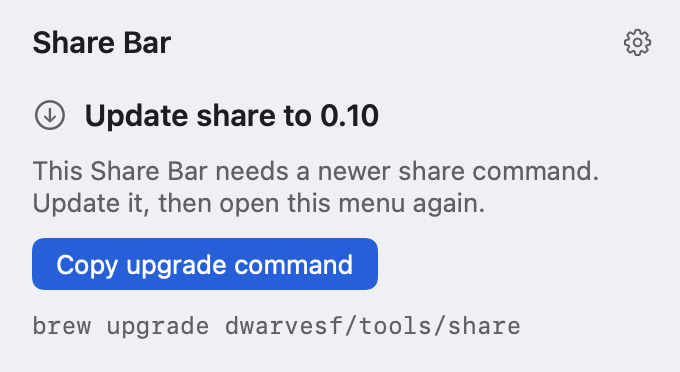 Share Bar
Update share to 0.10
This Share Bar needs a newer share command.
Update it, then open this menu again.
Copy upgrade command
brew upgrade dwarvesf/tools/share